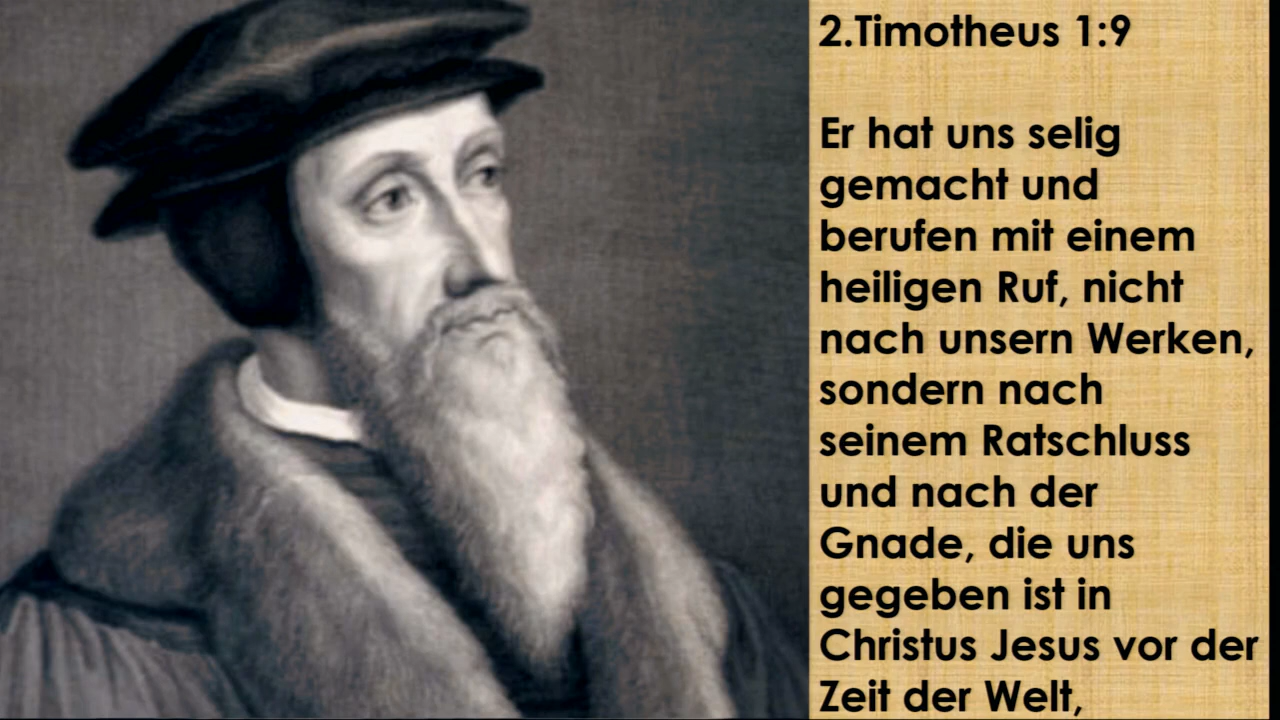 2.Timotheus 1:9
Er hat uns selig
gemacht und
berufen mit einem
heiligen Ruf, nicht
nach unsern Werken,
sondern nach
seinem Ratschluss
und nach der
Gnade, die uns
gegeben ist in
Christus Jesus vor der
Zeit der Welt,